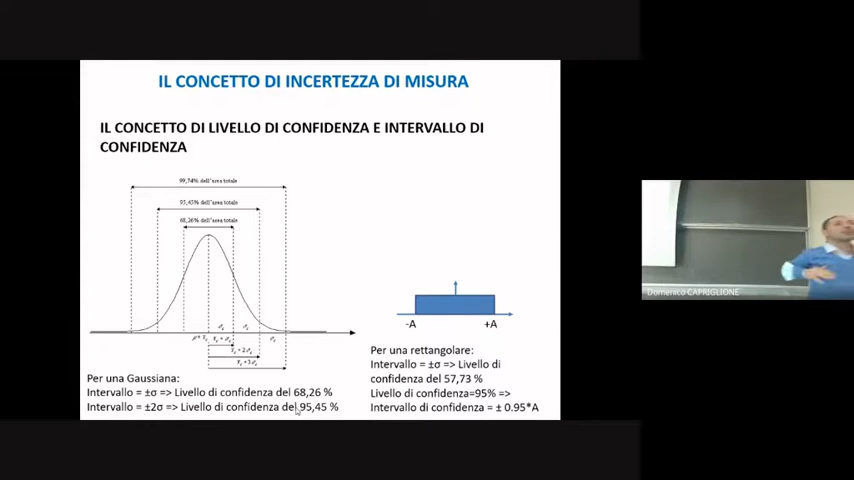 IL CONCETTO DI INCERTEZZA DI MISURA
IL CONCETTO DI LIVELLO DI CONFIDENZA E INTERVALLO DI
CONFIDENZA
99,74% dell'area totale
95,45% dell'area totale
68,26% dell'area totale
-A
+A
Per una Gaussiana:
Intervallo = ±σ => Livello di confidenza del 68,26 %
Intervallo = ±2σ => Livello di confidenza del 95,45 %
Per una rettangolare:
Intervallo = ±σ => Livello di
confidenza del 57,73 %
Livello di confidenza=95% =>
Intervallo di confidenza = ± 0.95*A
Domenico CAPRIGLIONE